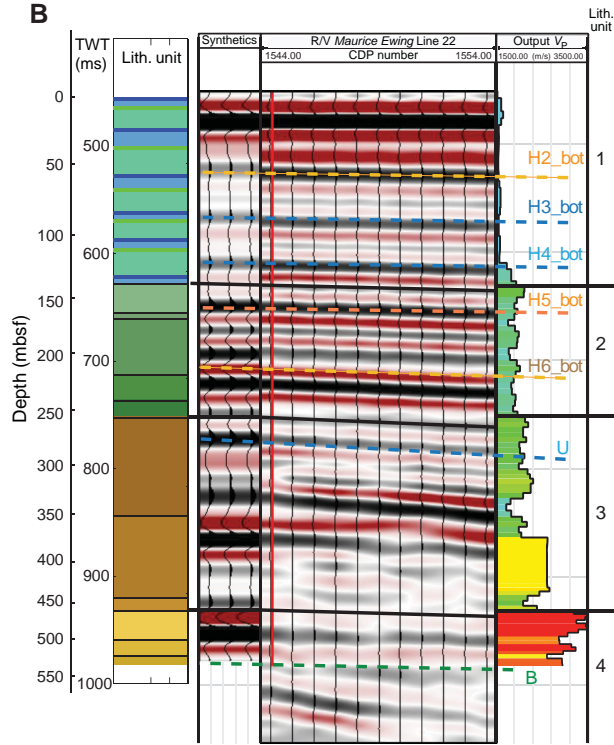 B
TWT
(ms)
Lith. unit
Synthetics
R/V Maurice Ewing Line 22
CDP number
1544.00
1554.00
Output VP
1500.00 (m/s) 3500.00
Lith.
unit
Depth (mbsf)
0
50
100
150
200
250
300
350
400
450
500
550
500
600
700
800
900
1000
H2_bot
H3_bot
H4_bot
H5_bot
H6_bot
U
B
1
2
3
4